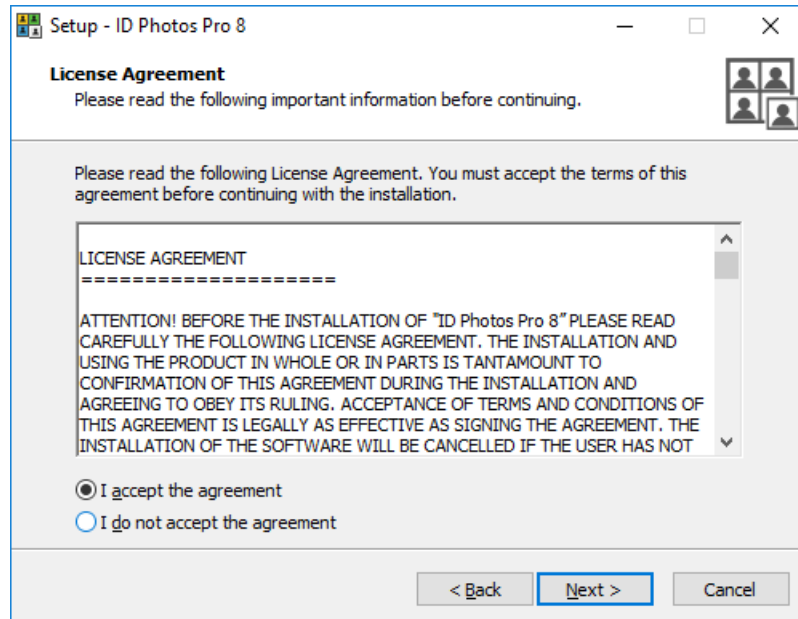 Setup - ID Photos Pro 8
License Agreement
Please read the following important information before continuing.
Please read the following License Agreement. You must accept the terms of this
agreement before continuing with the installation.
LICENSE AGREEMENT
=====================
ATTENTION! BEFORE THE INSTALLATION OF "ID Photos Pro 8" PLEASE READ
CAREFULLY THE FOLLOWING LICENSE AGREEMENT. THE INSTALLATION AND
USING THE PRODUCT IN WHOLE OR IN PARTS IS TANTAMOUNT TO
CONFIRMATION OF THIS AGREEMENT DURING THE INSTALLATION AND
AGREEING TO OBEY ITS RULING. ACCEPTANCE OF TERMS AND CONDITIONS OF
THIS AGREEMENT IS LEGALLY AS EFFECTIVE AS SIGNING THE AGREEMENT. THE
INSTALLATION OF THE SOFTWARE WILL BE CANCELLED IF THE USER HAS NOT
I accept the agreement
I do not accept the agreement
< Back Next > Cancel